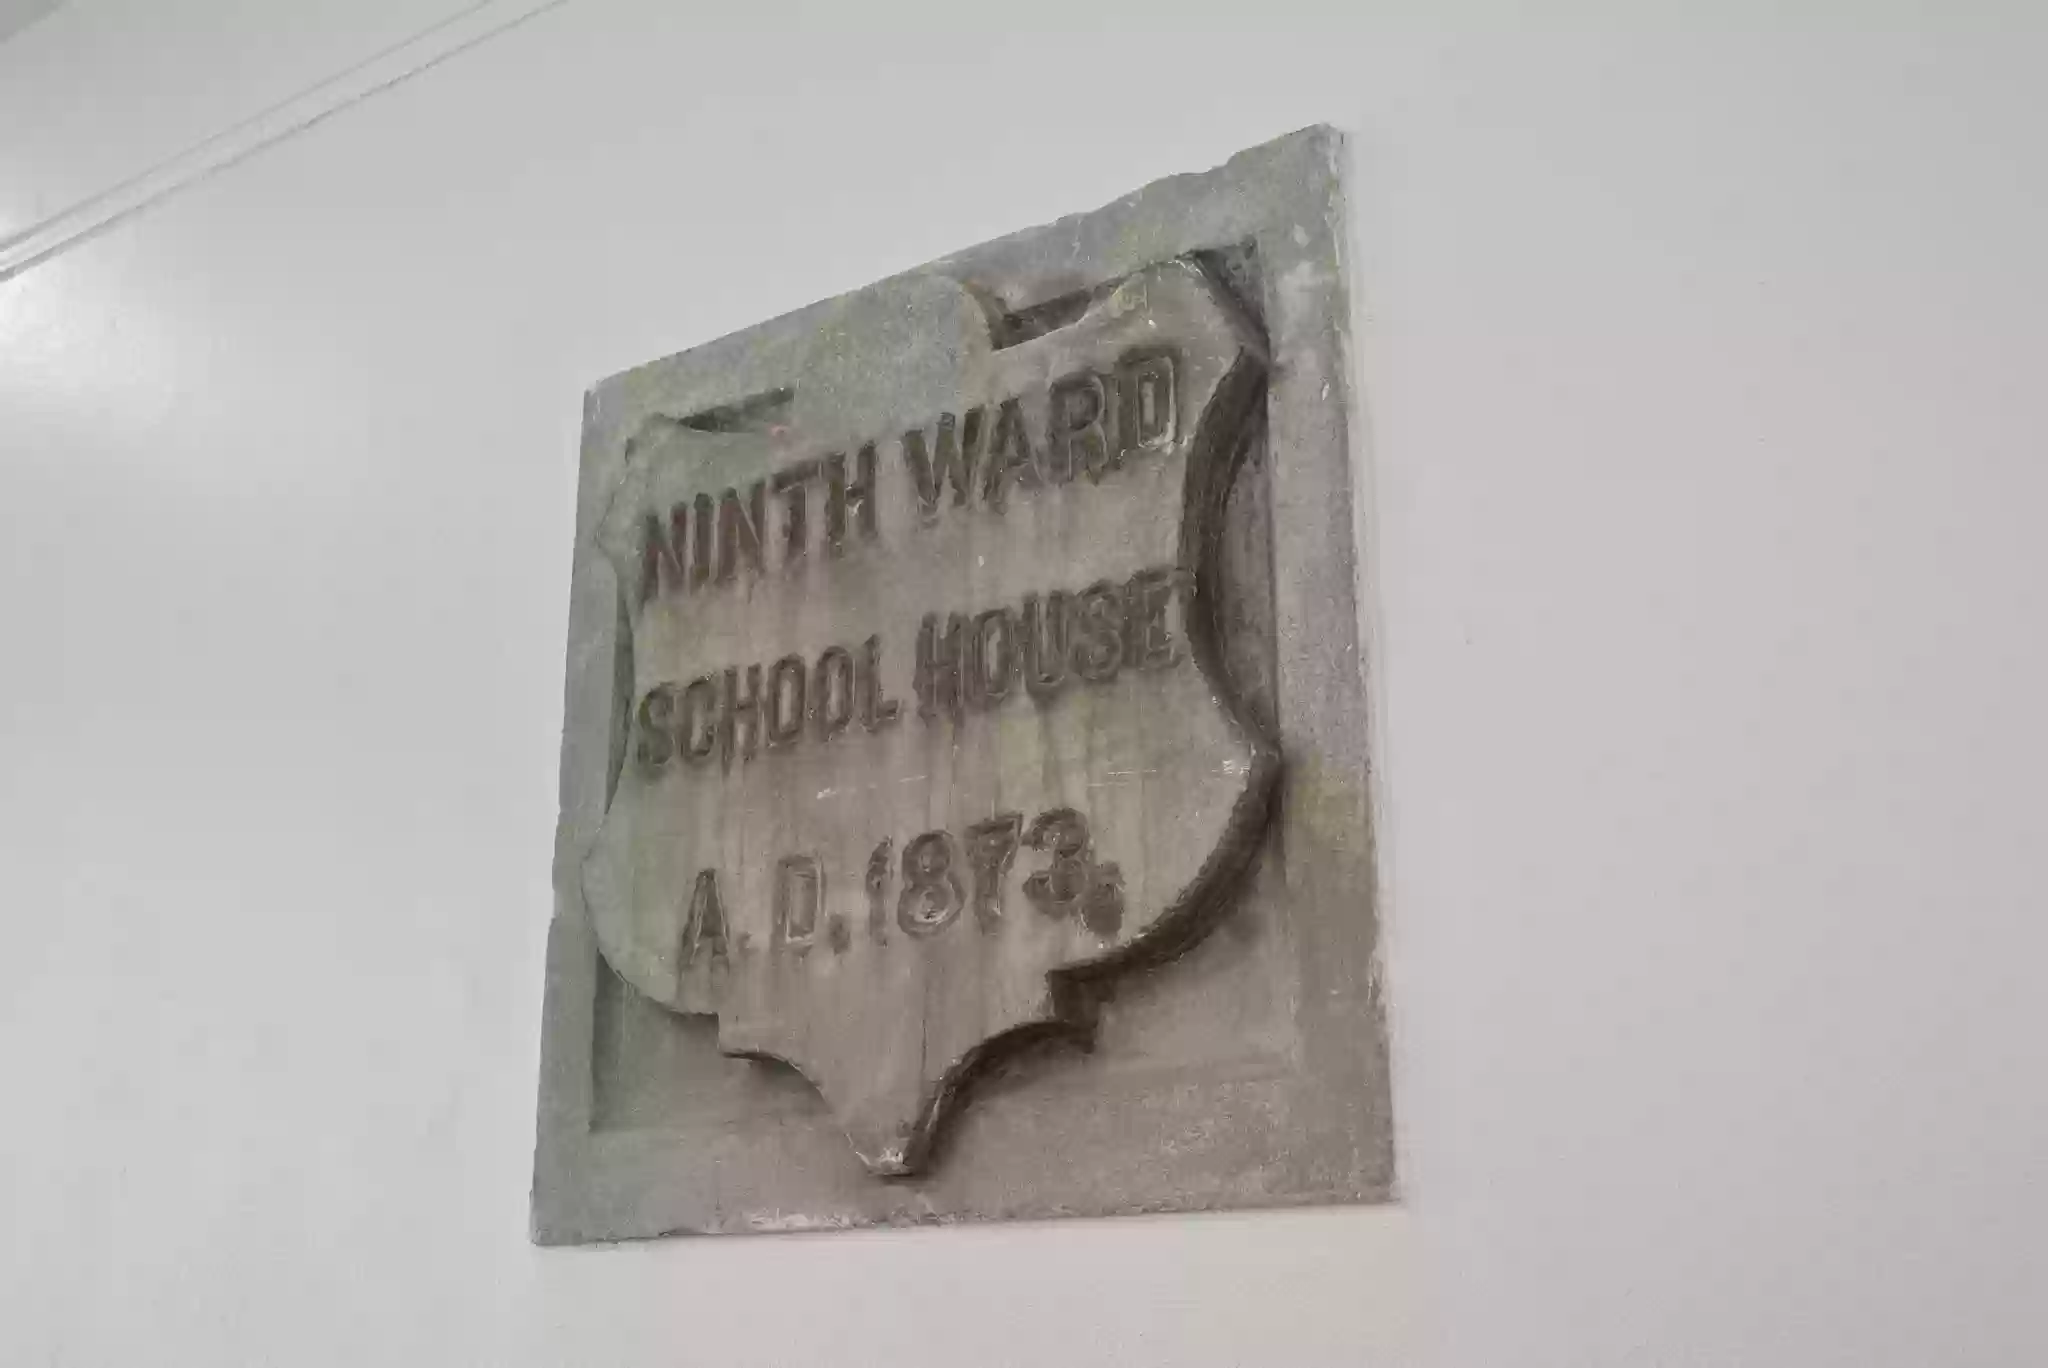 NINTH WARD
SCHOOL HOUSE
A.D. 1873.